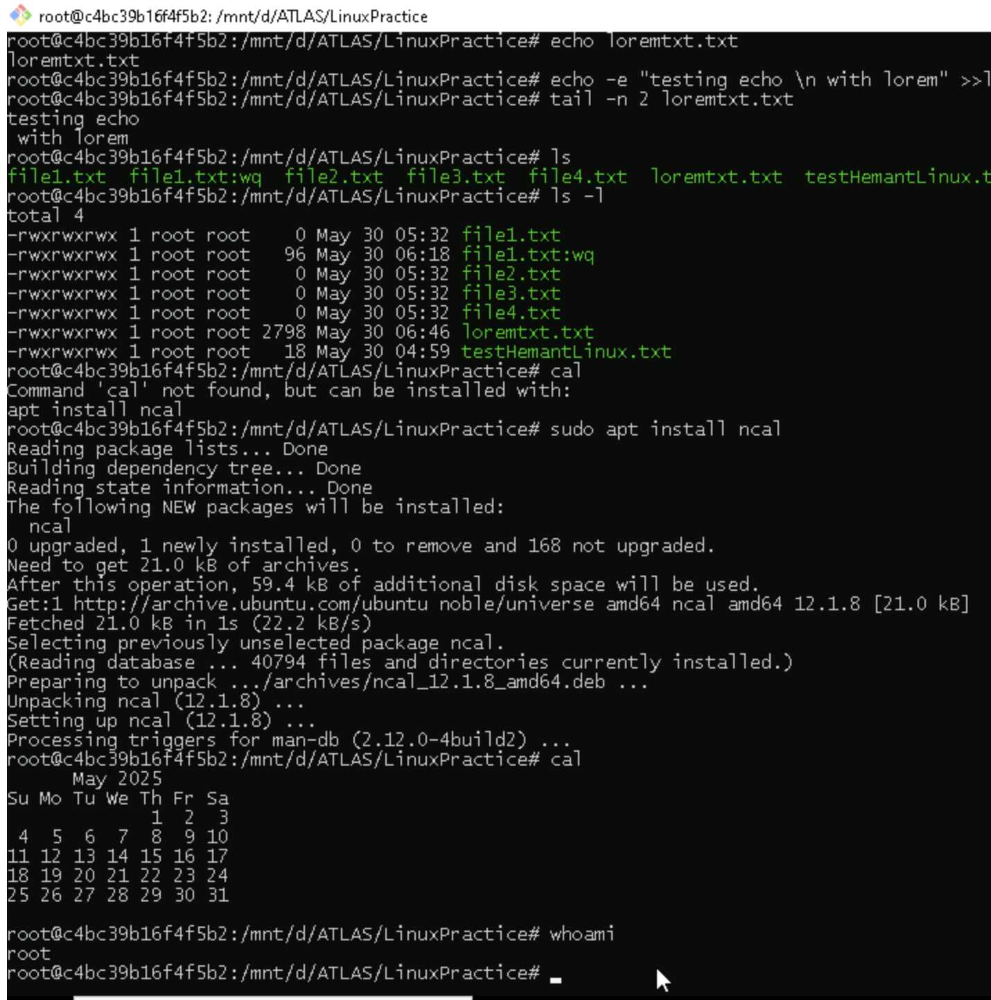 root@c4bc39b16f4f5b2: /mnt/d/ATLAS/LinuxPractice
root@c4bc39b16f4f5b2:/mnt/d/ATLAS/LinuxPractice# echo loremtxt.txt
loremtxt.txt
root@c4bc39b16f4f5b2:/mnt/d/ATLAS/LinuxPractice# echo -e "testing echo \n with lorem" >>l
root@c4bc39b16f4f5b2:/mnt/d/ATLAS/LinuxPractice# tail -n 2 loremtxt.txt
testing echo
 with lorem
root@c4bc39b16f4f5b2:/mnt/d/ATLAS/LinuxPractice# ls
file1.txt  file1.txt:wq  file2.txt  file3.txt  file4.txt  loremtxt.txt  testHemantLinux.t
root@c4bc39b16f4f5b2:/mnt/d/ATLAS/LinuxPractice# ls -l
total 4
-rwxrwxrwx 1 root root    0 May 30 05:32 file1.txt
-rwxrwxrwx 1 root root   96 May 30 06:18 file1.txt:wq
-rwxrwxrwx 1 root root    0 May 30 05:32 file2.txt
-rwxrwxrwx 1 root root    0 May 30 05:32 file3.txt
-rwxrwxrwx 1 root root    0 May 30 05:32 file4.txt
-rwxrwxrwx 1 root root 2798 May 30 06:46 loremtxt.txt
-rwxrwxrwx 1 root root   18 May 30 04:59 testHemantLinux.txt
root@c4bc39b16f4f5b2:/mnt/d/ATLAS/LinuxPractice# cal
Command 'cal' not found, but can be installed with:
apt install ncal
root@c4bc39b16f4f5b2:/mnt/d/ATLAS/LinuxPractice# sudo apt install ncal
Reading package lists... Done
Building dependency tree... Done
Reading state information... Done
The following NEW packages will be installed:
  ncal
0 upgraded, 1 newly installed, 0 to remove and 168 not upgraded.
Need to get 21.0 kB of archives.
After this operation, 59.4 kB of additional disk space will be used.
Get:1 http://archive.ubuntu.com/ubuntu noble/universe amd64 ncal amd64 12.1.8 [21.0 kB]
Fetched 21.0 kB in 1s (22.2 kB/s)
Selecting previously unselected package ncal.
(Reading database ... 40794 files and directories currently installed.)
Preparing to unpack .../archives/ncal_12.1.8_amd64.deb ...
Unpacking ncal (12.1.8) ...
Setting up ncal (12.1.8) ...
Processing triggers for man-db (2.12.0-4build2) ...
root@c4bc39b16f4f5b2:/mnt/d/ATLAS/LinuxPractice# cal
      May 2025
Su Mo Tu We Th Fr Sa
             1  2  3
 4  5  6  7  8  9 10
11 12 13 14 15 16 17
18 19 20 21 22 23 24
25 26 27 28 29 30 31
root@c4bc39b16f4f5b2:/mnt/d/ATLAS/LinuxPractice# whoami
root
root@c4bc39b16f4f5b2:/mnt/d/ATLAS/LinuxPractice#